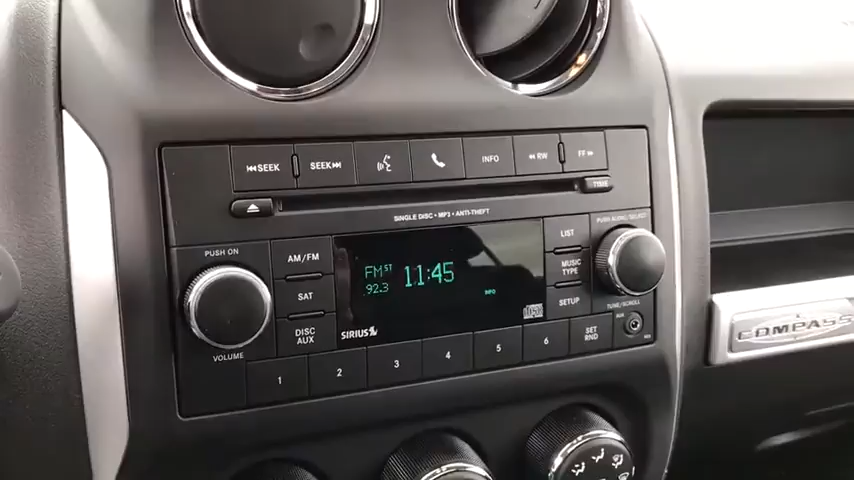 SEEK SEEK INFO RW FF
TIME
SINGLE DISC • MP3 • ANTI-THEFT
PUSH ON
VOLUME
AM/FM
SAT
DISC
AUX
FM ST
92.3
11:45
INFO
SIRIUS
LIST
MUSIC
TYPE
SETUP
PUSH AUDIO/SELECT
TUNE/SCROLL
1 2 3 4 5 6
SET
RND
COMPASS